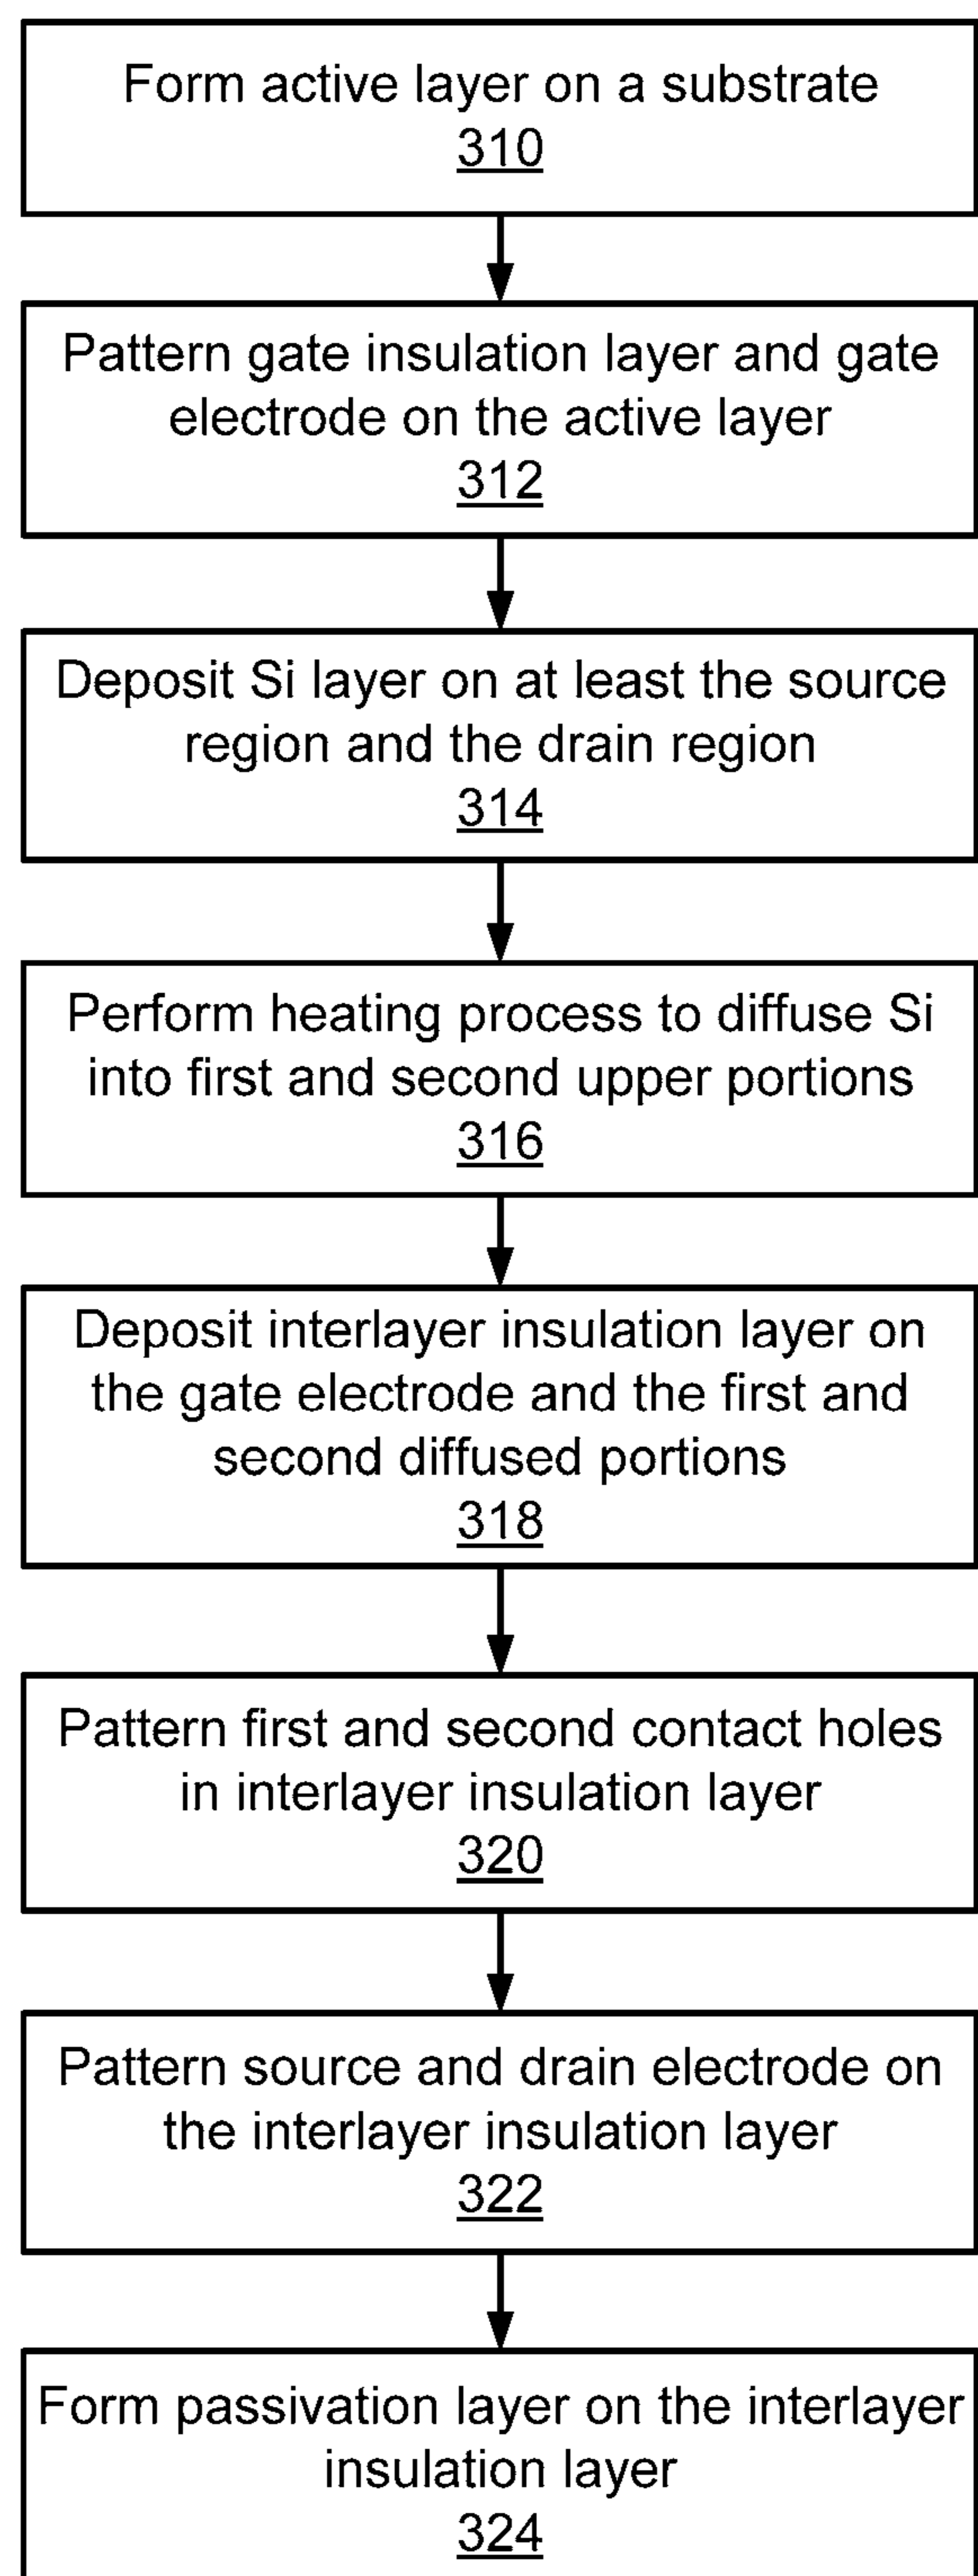 Form active layer on a substrate
310
Pattern gate insulation layer and gate
electrode on the active layer
312
Deposit Si layer on at least the source
region and the drain region
314
Perform heating process to diffuse Si
into first and second upper portions
316
Deposit interlayer insulation layer on
the gate electrode and the first and
second diffused portions
318
Pattern first and second contact holes
in interlayer insulation layer
320
Pattern source and drain electrode on
the interlayer insulation layer
322
Form passivation layer on the interlayer
insulation layer
324